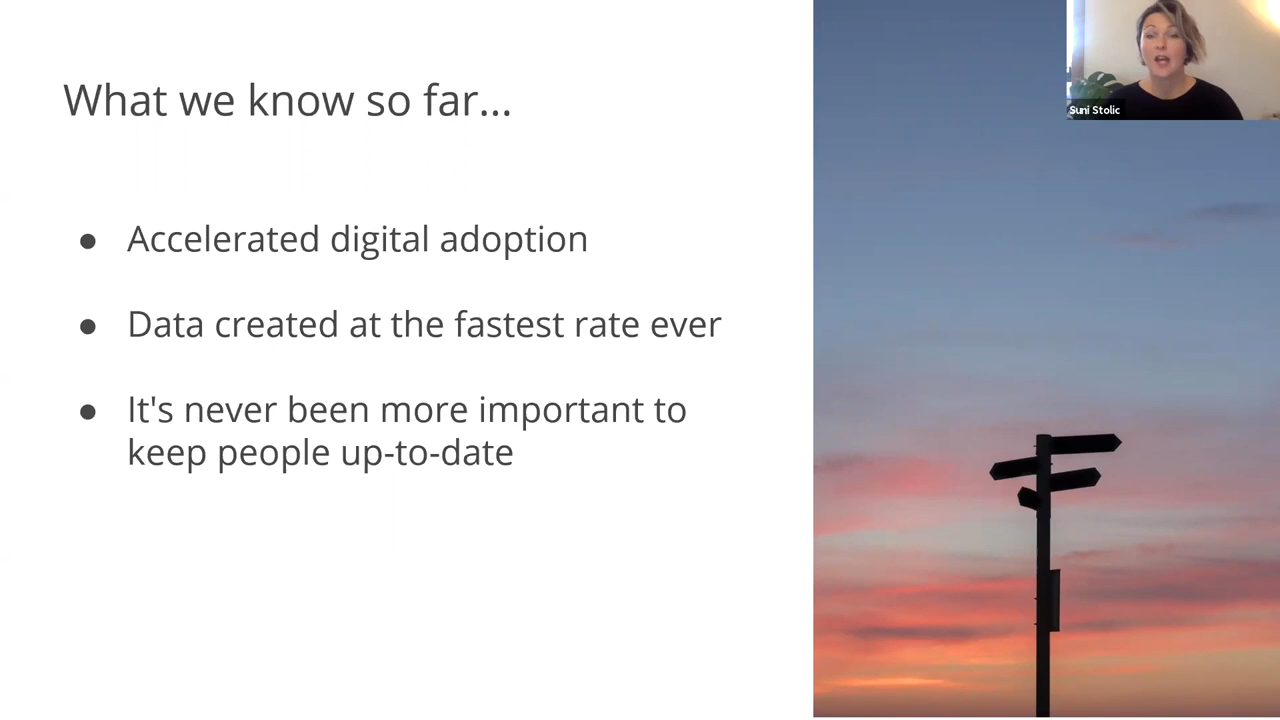 What we know so far...
● Accelerated digital adoption
● Data created at the fastest rate ever
● It's never been more important to
keep people up-to-date
Suni Stolic